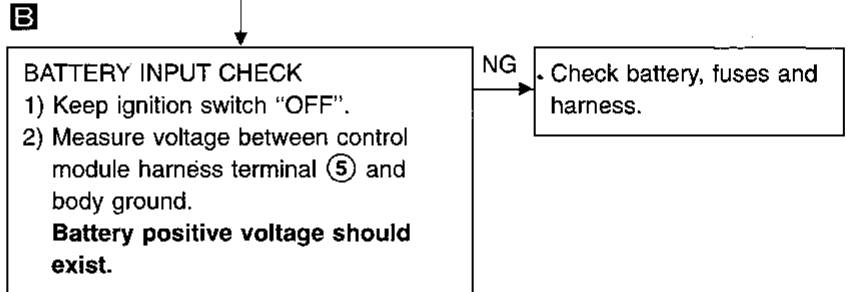 B
BATTERY INPUT CHECK
1) Keep ignition switch “OFF”.
2) Measure voltage between control
module harness terminal ⑤ and
body ground.
Battery positive voltage should
exist.
NG
Check battery, fuses and
harness.